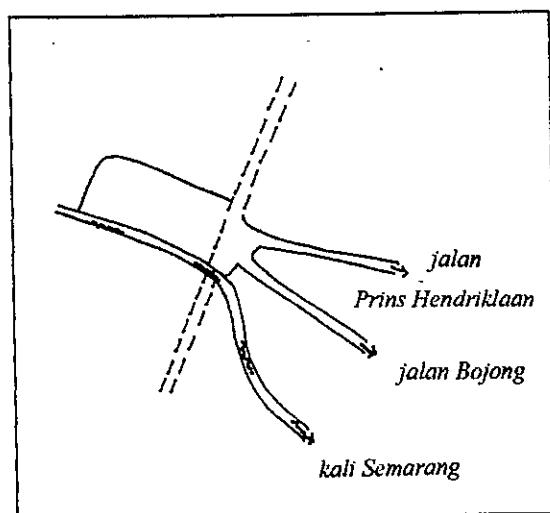 jalan
Prins Hendriklaan
jalan Bojong
kali Semarang